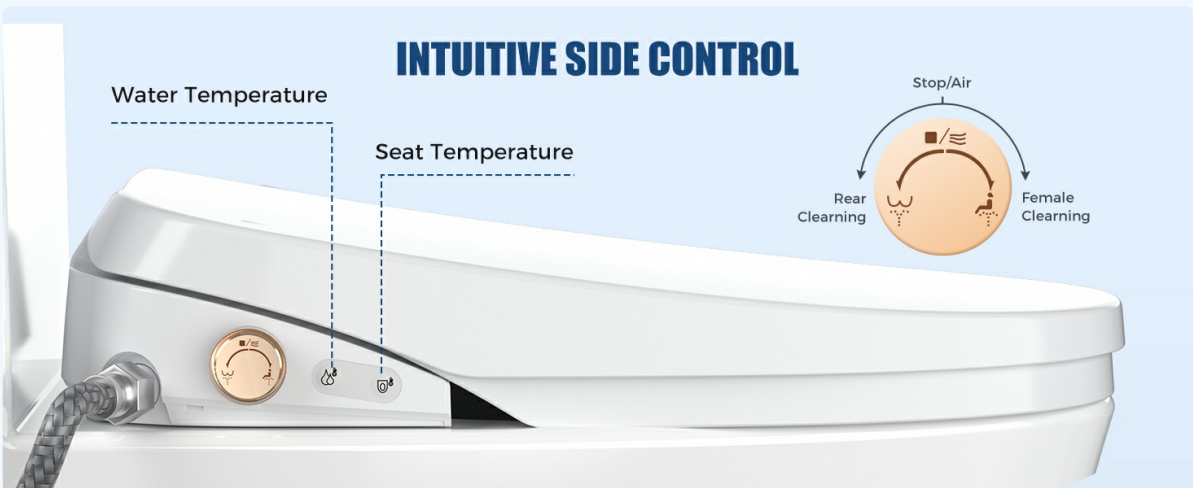 INTUITIVE SIDE CONTROL
Water Temperature
Seat Temperature
Stop/Air
Rear
Clearning
Female
Clearning